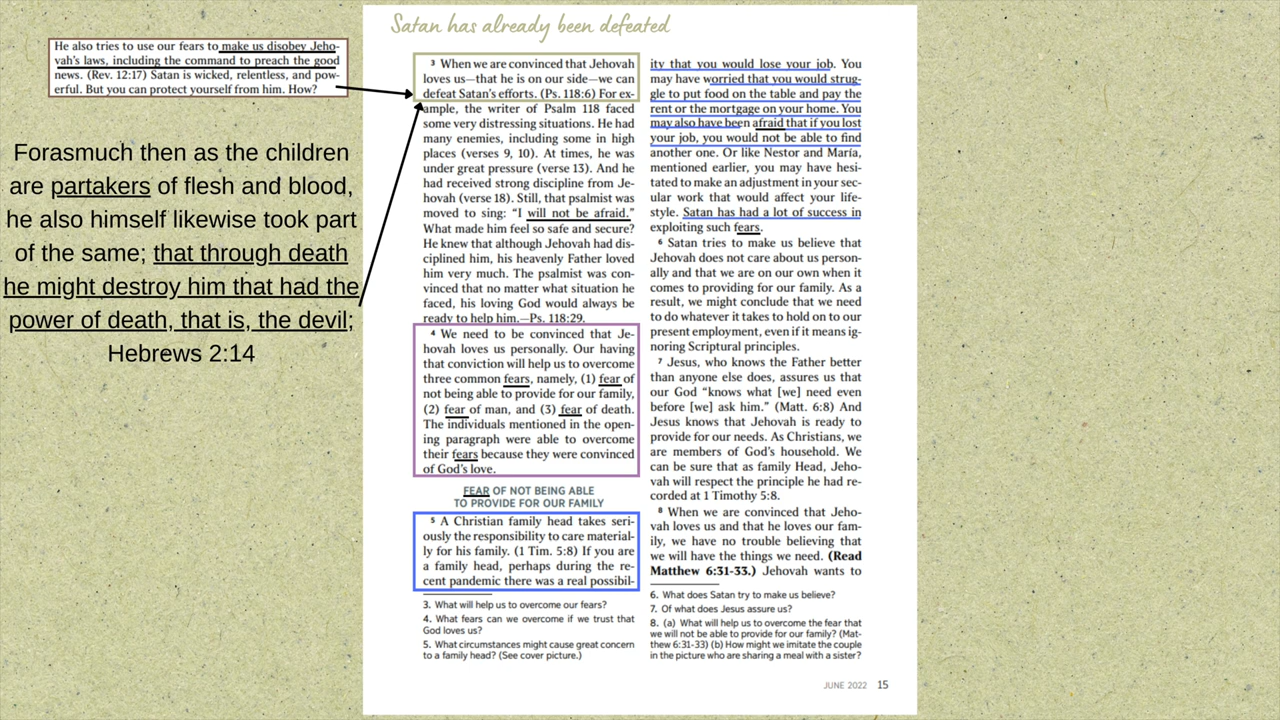 Satan has already been defeated
He also tries to use our fears to make us disobey Jeho-
vah's laws, including the command to preach the good
news. (Rev. 12:17) Satan is wicked, relentless, and pow-
erful. But you can protect yourself from him. How?
Forasmuch then as the children
are partakers of flesh and blood,
he also himself likewise took part
of the same; that through death
he might destroy him that had the
power of death, that is, the devil;
Hebrews 2:14
3 When we are convinced that Jehovah
loves us—that he is on our side—we can
defeat Satan's efforts. (Ps. 118:6) For ex-
ample, the writer of Psalm 118 faced
some very distressing situations. He had
many enemies, including some in high
places (verses 9, 10). At times, he was
under great pressure (verse 13). And he
had received strong discipline from Je-
hovah (verse 18). Still, that psalmist was
moved to sing: “I will not be afraid.”
What made him feel so safe and secure?
He knew that although Jehovah had dis-
ciplined him, his heavenly Father loved
him very much. The psalmist was con-
vinced that no matter what situation he
faced, his loving God would always be
ready to help him.—Ps. 118:29.
4 We need to be convinced that Je-
hovah loves us personally. Our having
that conviction will help us to overcome
three common fears, namely, (1) fear of
not being able to provide for our family,
(2) fear of man, and (3) fear of death.
The individuals mentioned in the open-
ing paragraph were able to overcome
their fears because they were convinced
of God's love.
FEAR OF NOT BEING ABLE
TO PROVIDE FOR OUR FAMILY
5 A Christian family head takes seri-
ously the responsibility to care material-
ly for his family. (1 Tim. 5:8) If you are
a family head, perhaps during the re-
cent pandemic there was a real possibil-
3. What will help us to overcome our fears?
4. What fears can we overcome if we trust that
God loves us?
5. What circumstances might cause great concern
to a family head? (See cover picture.)
ity that you would lose your job. You
may have worried that you would strug-
gle to put food on the table and pay the
rent or the mortgage on your home. You
may also have been afraid that if you lost
your job, you would not be able to find
another one. Or like Nestor and María,
mentioned earlier, you may have hesi-
tated to make an adjustment in your sec-
ular work that would affect your life-
style. Satan has had a lot of success in
exploiting such fears.
6 Satan tries to make us believe that
Jehovah does not care about us person-
ally and that we are on our own when it
comes to providing for our family. As a
result, we might conclude that we need
to do whatever it takes to hold on to our
present employment, even if it means ig-
noring Scriptural principles.
7 Jesus, who knows the Father better
than anyone else does, assures us that
our God “knows what [we] need even
before [we] ask him.” (Matt. 6:8) And
Jesus knows that Jehovah is ready to
provide for our needs. As Christians, we
are members of God's household. We
can be sure that as family Head, Jeho-
vah will respect the principle he had re-
corded at 1 Timothy 5:8.
8 When we are convinced that Jeho-
vah loves us and that he loves our fam-
ily, we have no trouble believing that
we will have the things we need. (Read
Matthew 6:31-33.) Jehovah wants to
6. What does Satan try to make us believe?
7. Of what does Jesus assure us?
8. (a) What will help us to overcome the fear that
we will not be able to provide for our family? (Mat-
thew 6:31-33) (b) How might we imitate the couple
in the picture who are sharing a meal with a sister?
JUNE 2022 15